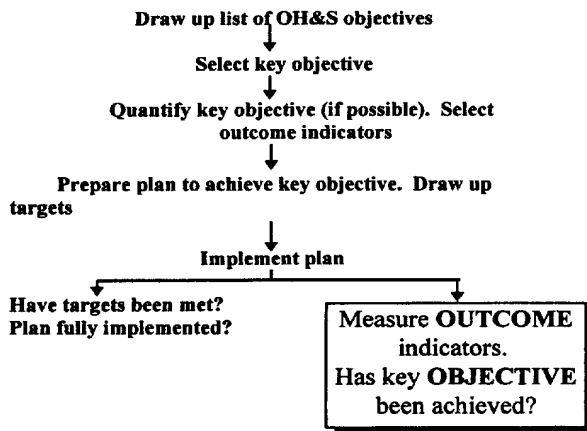 Draw up list of OH&S objectives
Select key objective
Quantify key objective (if possible). Select
outcome indicators
Prepare plan to achieve key objective. Draw up
targets
Implement plan
Have targets been met?
Plan fully implemented?
Measure OUTCOME
indicators.
Has key OBJECTIVE
been achieved?